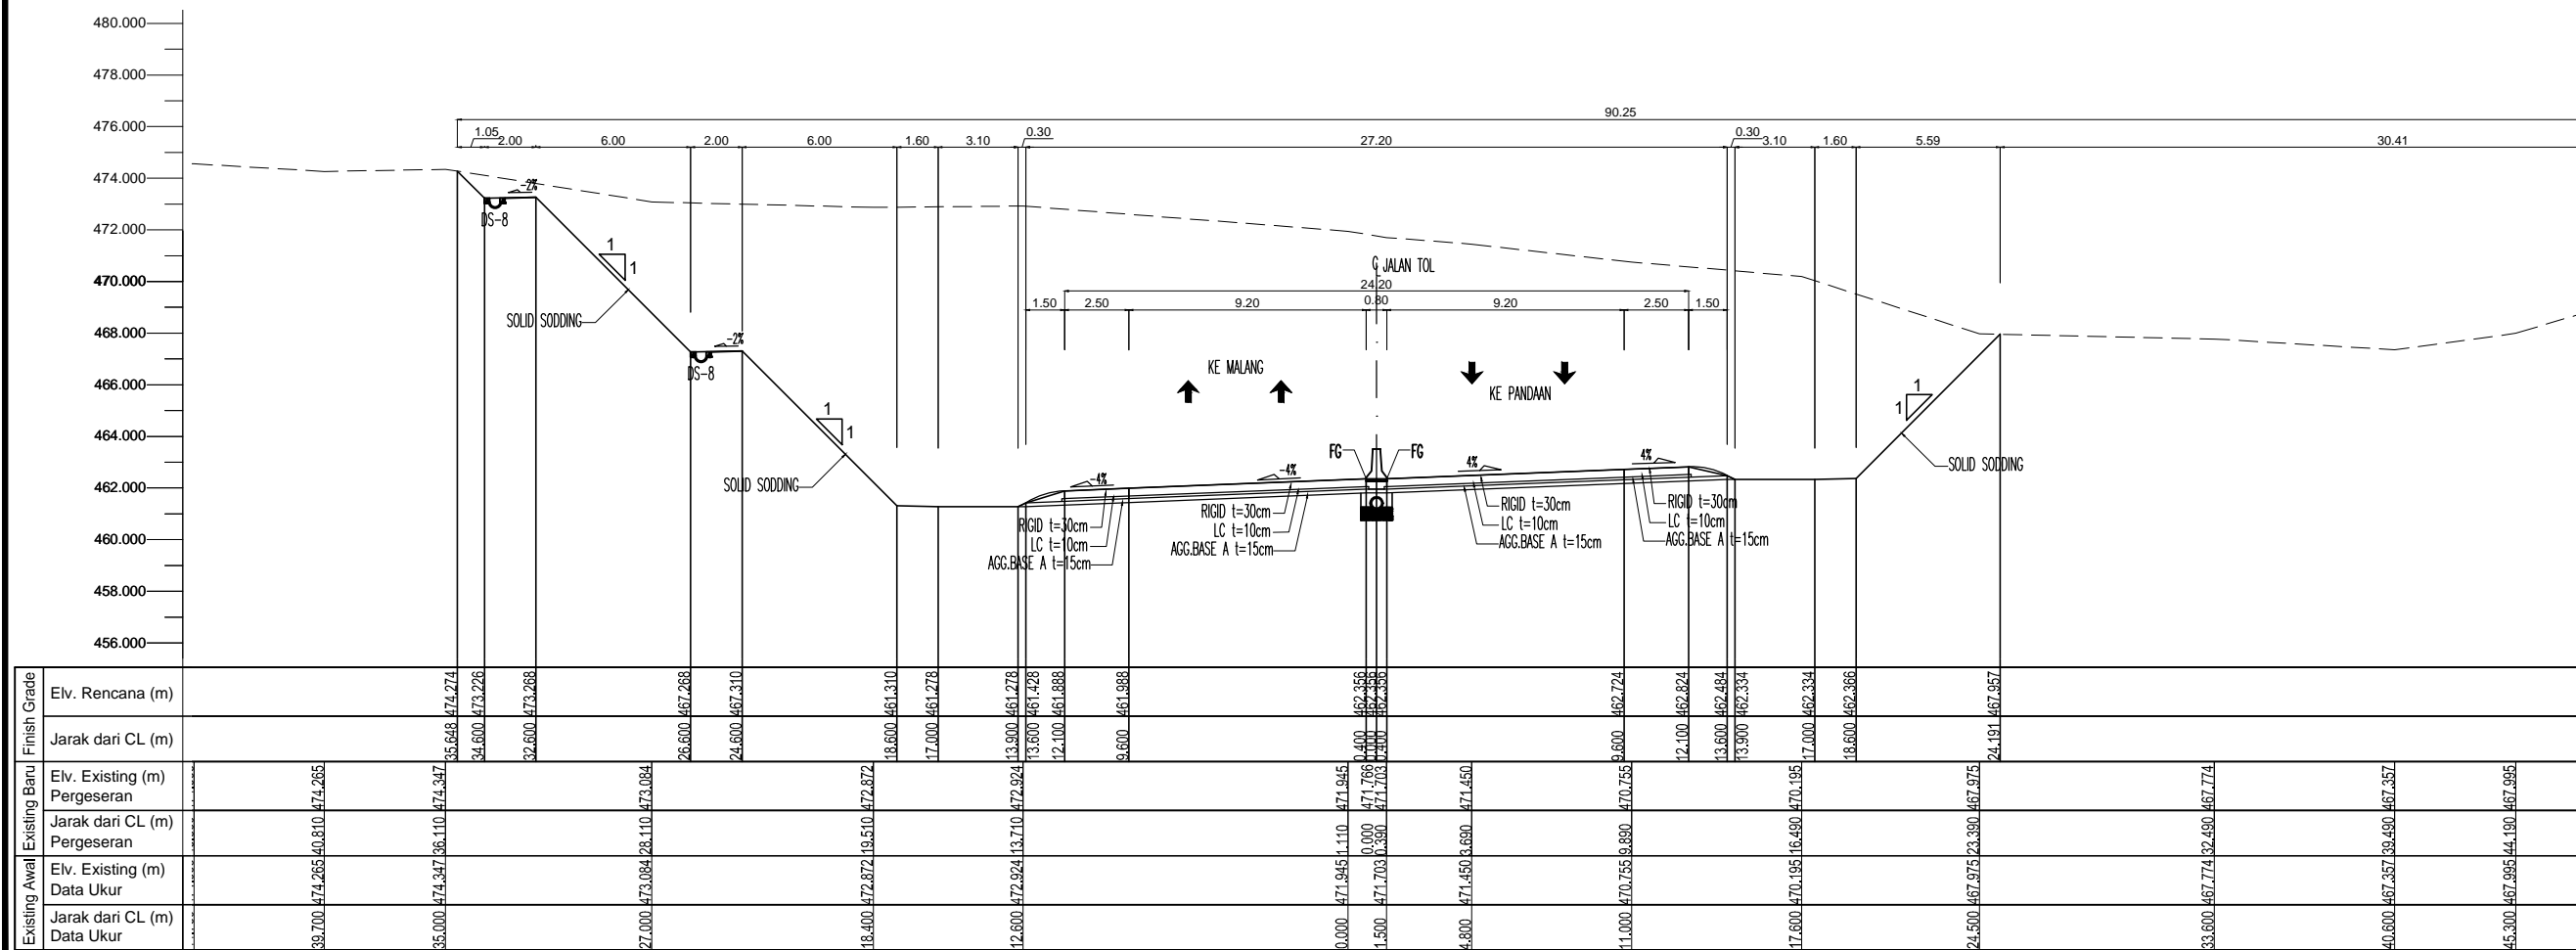 480.000
478.000
476.000
474.000
472.000
470.000
468.000
466.000
464.000
462.000
460.000
458.000
456.000
90.25
1.05 2.00 6.00 2.00 6.00 1.60 3.10 0.30 27.20 0.30 3.10 1.60 5.59 30.41
-2%
DS-8
1
1
SOLID SODDING
-2%
DS-8
1
1
SOLID SODDING
JALAN TOL
24.20
1.50 2.50 9.20 0.80 9.20 2.50 1.50
KE MALANG
KE PANDAAN
FG FG
-4% -4% 4% 4%
RIGID t=30cm
LC t=10cm
AGG.BASE A t=15cm
RIGID t=30cm
LC t=10cm
AGG.BASE A t=15cm
RIGID t=30cm
LC t=10cm
AGG.BASE A t=15cm
RIGID t=30cm
LC t=10cm
AGG.BASE A t=15cm
1
1
SOLID SODDING
Finish Grade
Elv. Rencana (m)
474.274 473.226 473.268 467.268 467.310 461.310 461.278 461.278 461.428 461.888 461.988 462.356 462.356 462.356 462.724 462.824 462.484 462.334 462.334 462.366 467.957
Jarak dari CL (m)
35.648 34.600 32.600 26.600 24.600 18.600 17.000 13.900 13.600 12.100 9.600 0.400 0.000 0.400 9.600 12.100 13.600 13.900 17.000 18.600 24.191
Existing Baru
Elv. Existing (m)
Pergeseran
474.265 474.347 473.084 472.872 472.924 471.945 471.766 471.703 471.450 470.755 470.195 467.975 467.774 467.357 467.995
Jarak dari CL (m)
Pergeseran
40.810 36.110 28.110 19.510 13.710 1.110 0.000 0.390 3.690 9.890 16.490 23.390 32.490 39.490 44.190
Existing Awal
Elv. Existing (m)
Data Ukur
474.265 474.347 473.084 472.872 472.924 471.945 471.703 471.450 470.755 470.195 467.975 467.774 467.357 467.995
Jarak dari CL (m)
Data Ukur
39.700 35.000 27.000 18.400 12.600 0.000 1.500 4.800 11.000 17.600 24.500 33.600 40.600 45.300